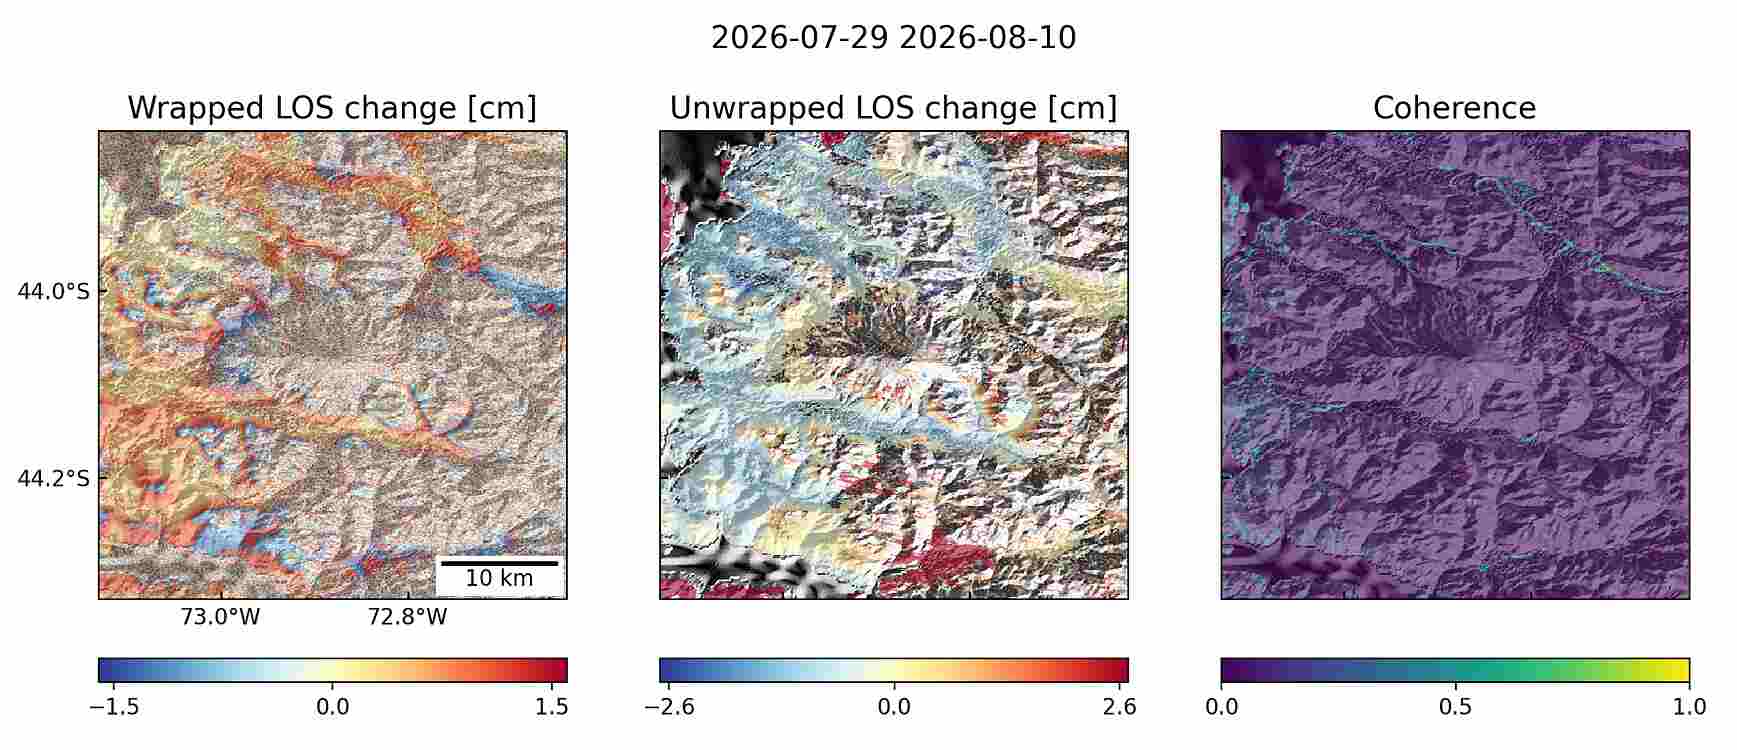 2026-07-29 2026-08-10
Wrapped LOS change [cm]
Unwrapped LOS change [cm]
Coherence
44.0°S
44.2°S
10 km
73.0°W
72.8°W
−1.5
0.0
1.5
−2.6
0.0
2.6
0.0
0.5
1.0